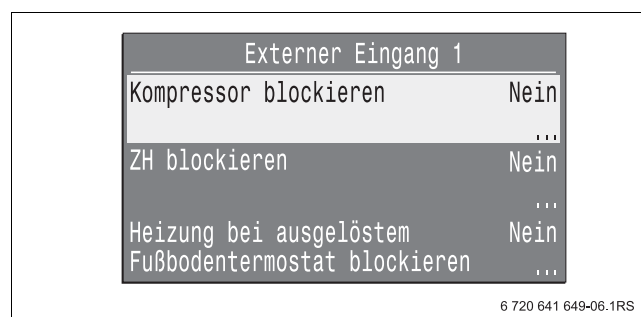 Externer Eingang 1
Kompressor blockieren Nein
...
ZH blockieren Nein
...
Heizung bei ausgelöstem Nein
Fußbodentermostat blockieren ...
6 720 641 649-06.1RS